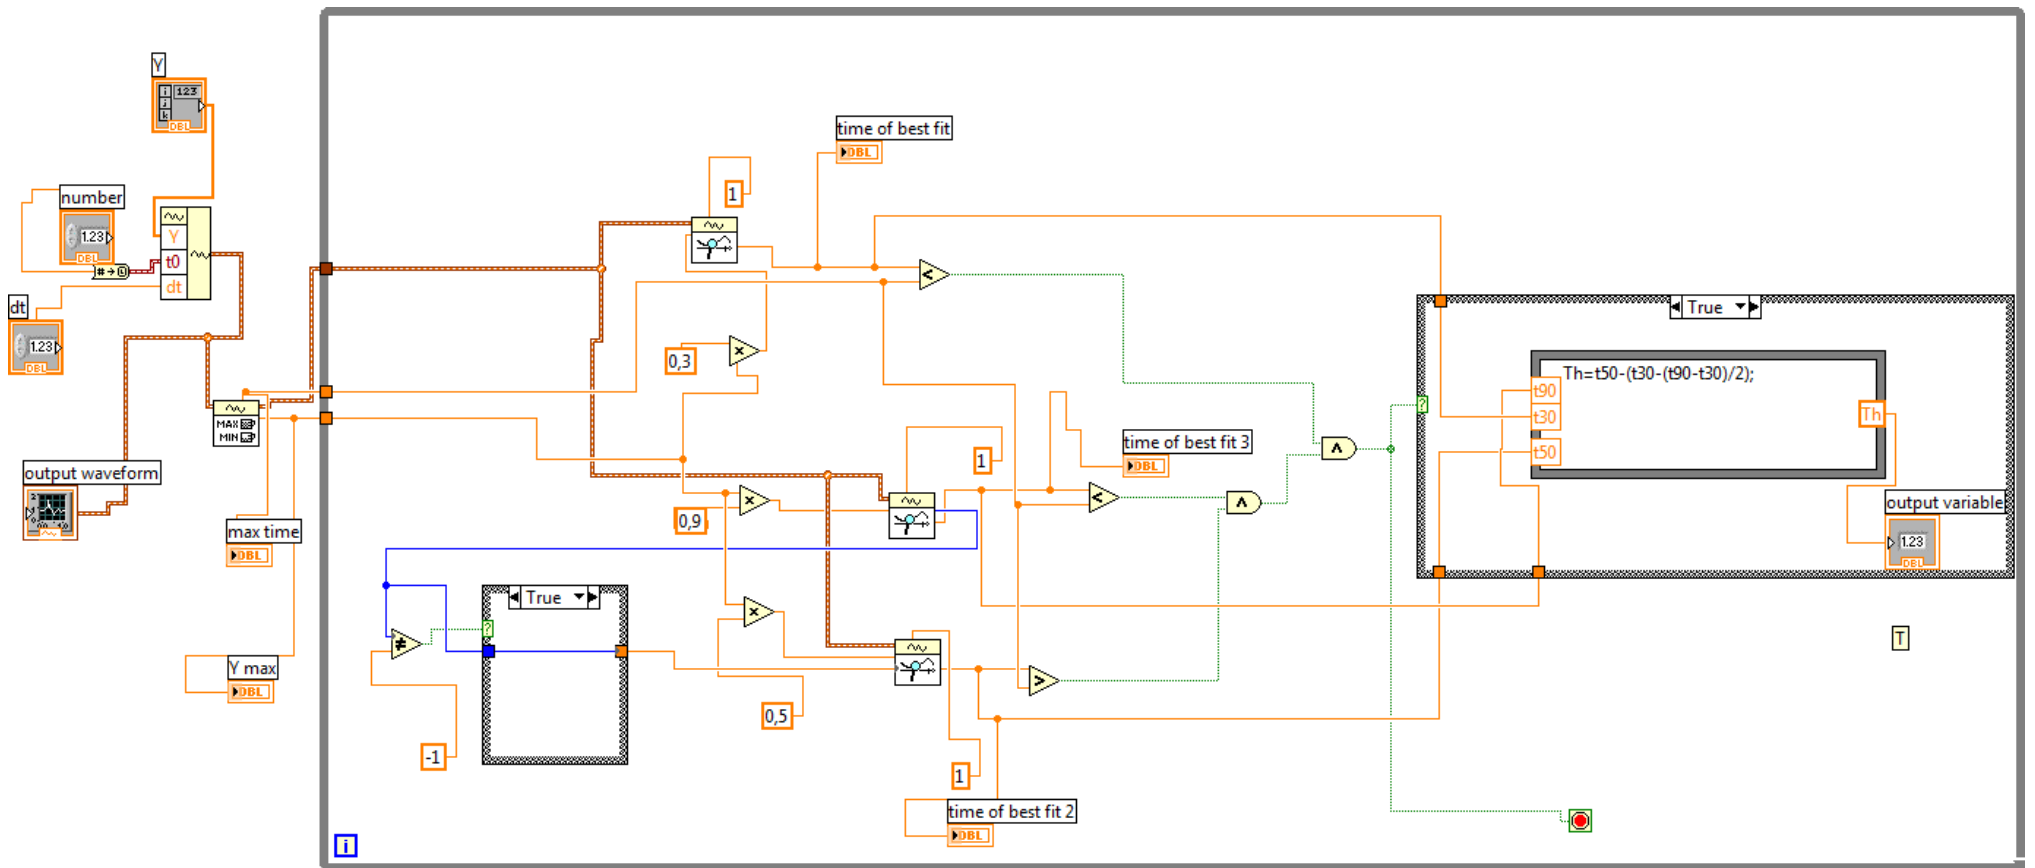 Y
i
j
k
123
DBL
number
1.23
DBL
Y
t0
dt
dt
1.23
DBL
MAX
MIN
output waveform
max time
DBL
Y max
DBL
time of best fit
DBL
1
0,3
×
<
0,9
×
1
time of best fit 3
DBL
<
∧
∧
True
≠
-1
×
0,5
>
1
time of best fit 2
DBL
i
True
?
?
Th=t50-(t30-(t90-t30)/2);
t90
t30
t50
Th
output variable
1.23
DBL
T